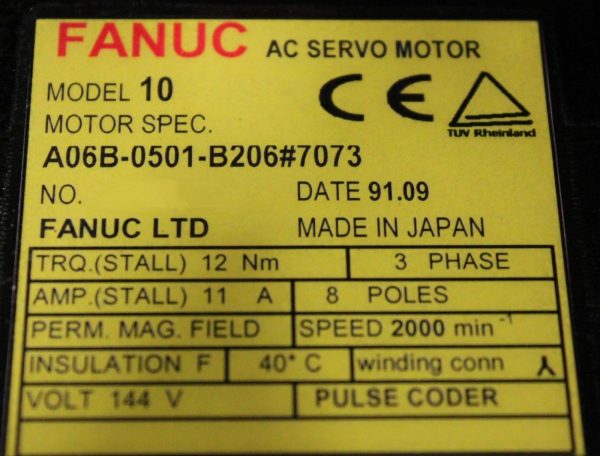 FANUC AC SERVO MOTOR
MODEL 10
MOTOR SPEC.
CE
TUV Rheinland
A06B-0501-B206#7073
NO. DATE 91.09
FANUC LTD MADE IN JAPAN
TRQ.(STALL) 12 Nm 3 PHASE
AMP.(STALL) 11 A 8 POLES
PERM. MAG. FIELD SPEED 2000 min⁻¹
INSULATION F 40° C winding conn
VOLT 144 V PULSE CODER